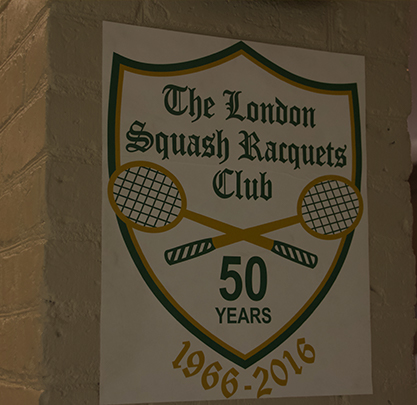 The London
Squash Racquets
Club
50
YEARS
1966-2016